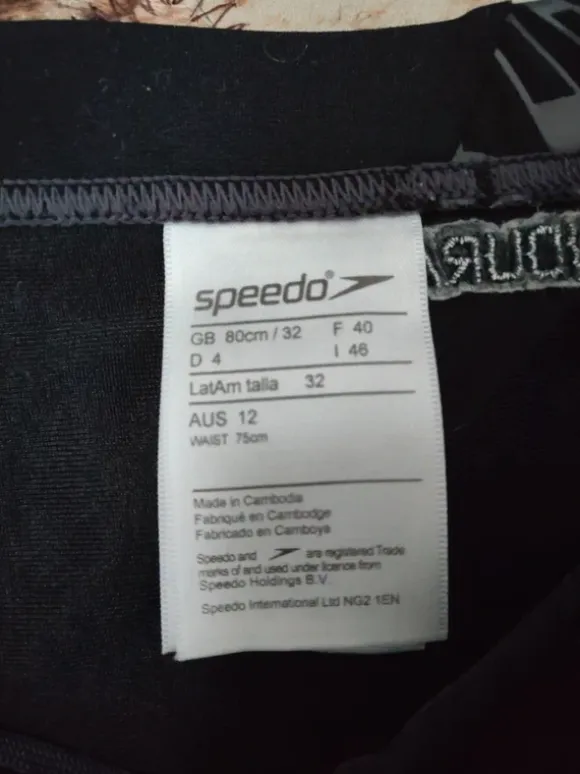 speedo®
GB 80cm / 32 F 40
D 4 I 46
LatAm talla 32
AUS 12
WAIST 75cm
Made in Cambodia
Fabriqué en Cambodge
Fabricado en Camboya
Speedo and are registered Trade
marks of and used under licence from
Speedo Holdings B.V.
Speedo International Ltd NG2 1EN